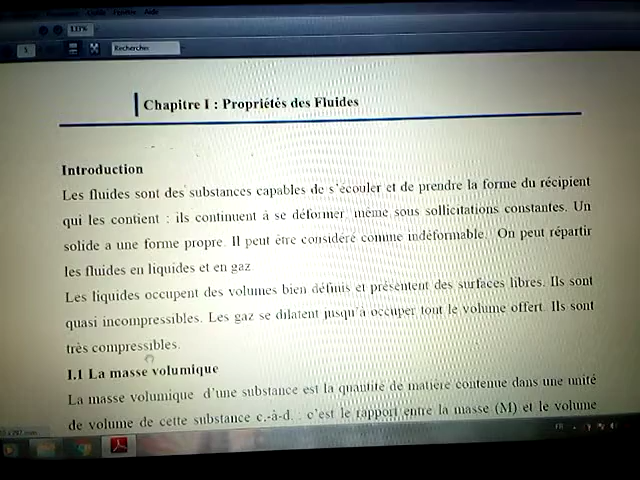 Outils Fenêtre Aide
133%
Rechercher
Chapitre I : Propriétés des Fluides
Introduction
Les fluides sont des substances capables de s'écouler et de prendre la forme du récipient
qui les contient : ils continuent à se déformer même sous sollicitations constantes. Un
solide a une forme propre. Il peut être considéré comme indéformable. On peut répartir
les fluides en liquides et en gaz
Les liquides occupent des volumes bien définis et présentent des surfaces libres. Ils sont
quasi incompressibles. Les gaz se dilatent jusqu'à occuper tout le volume offert. Ils sont
très compressibles.
I.1 La masse volumique
La masse volumique d'une substance est la quantité de matière contenue dans une unité
de volume de cette substance c.-à-d. : c'est le rapport entre la masse (M) et le volume
FR